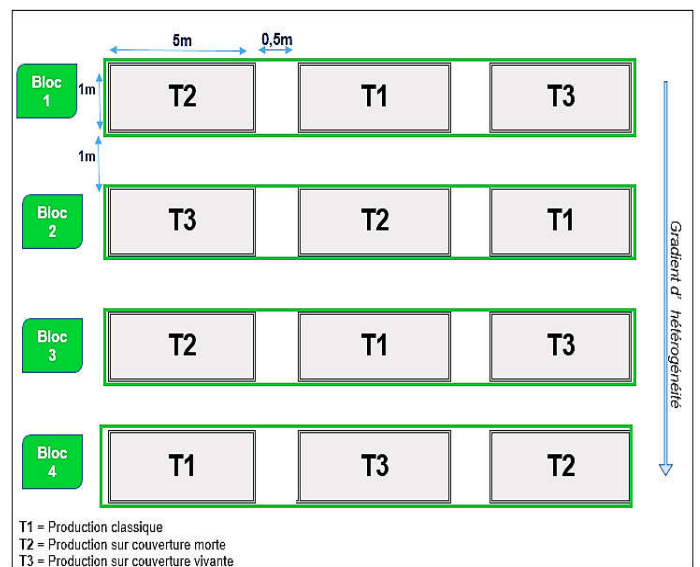 5m
0,5m
Bloc
1
1m
T2
T1
T3
1m
Bloc
2
T3
T2
T1
Gradient d' hétérogénéité
Bloc
3
T2
T1
T3
Bloc
4
T1
T3
T2
T1 = Production classique
T2 = Production sur couverture morte
T3 = Production sur couverture vivante